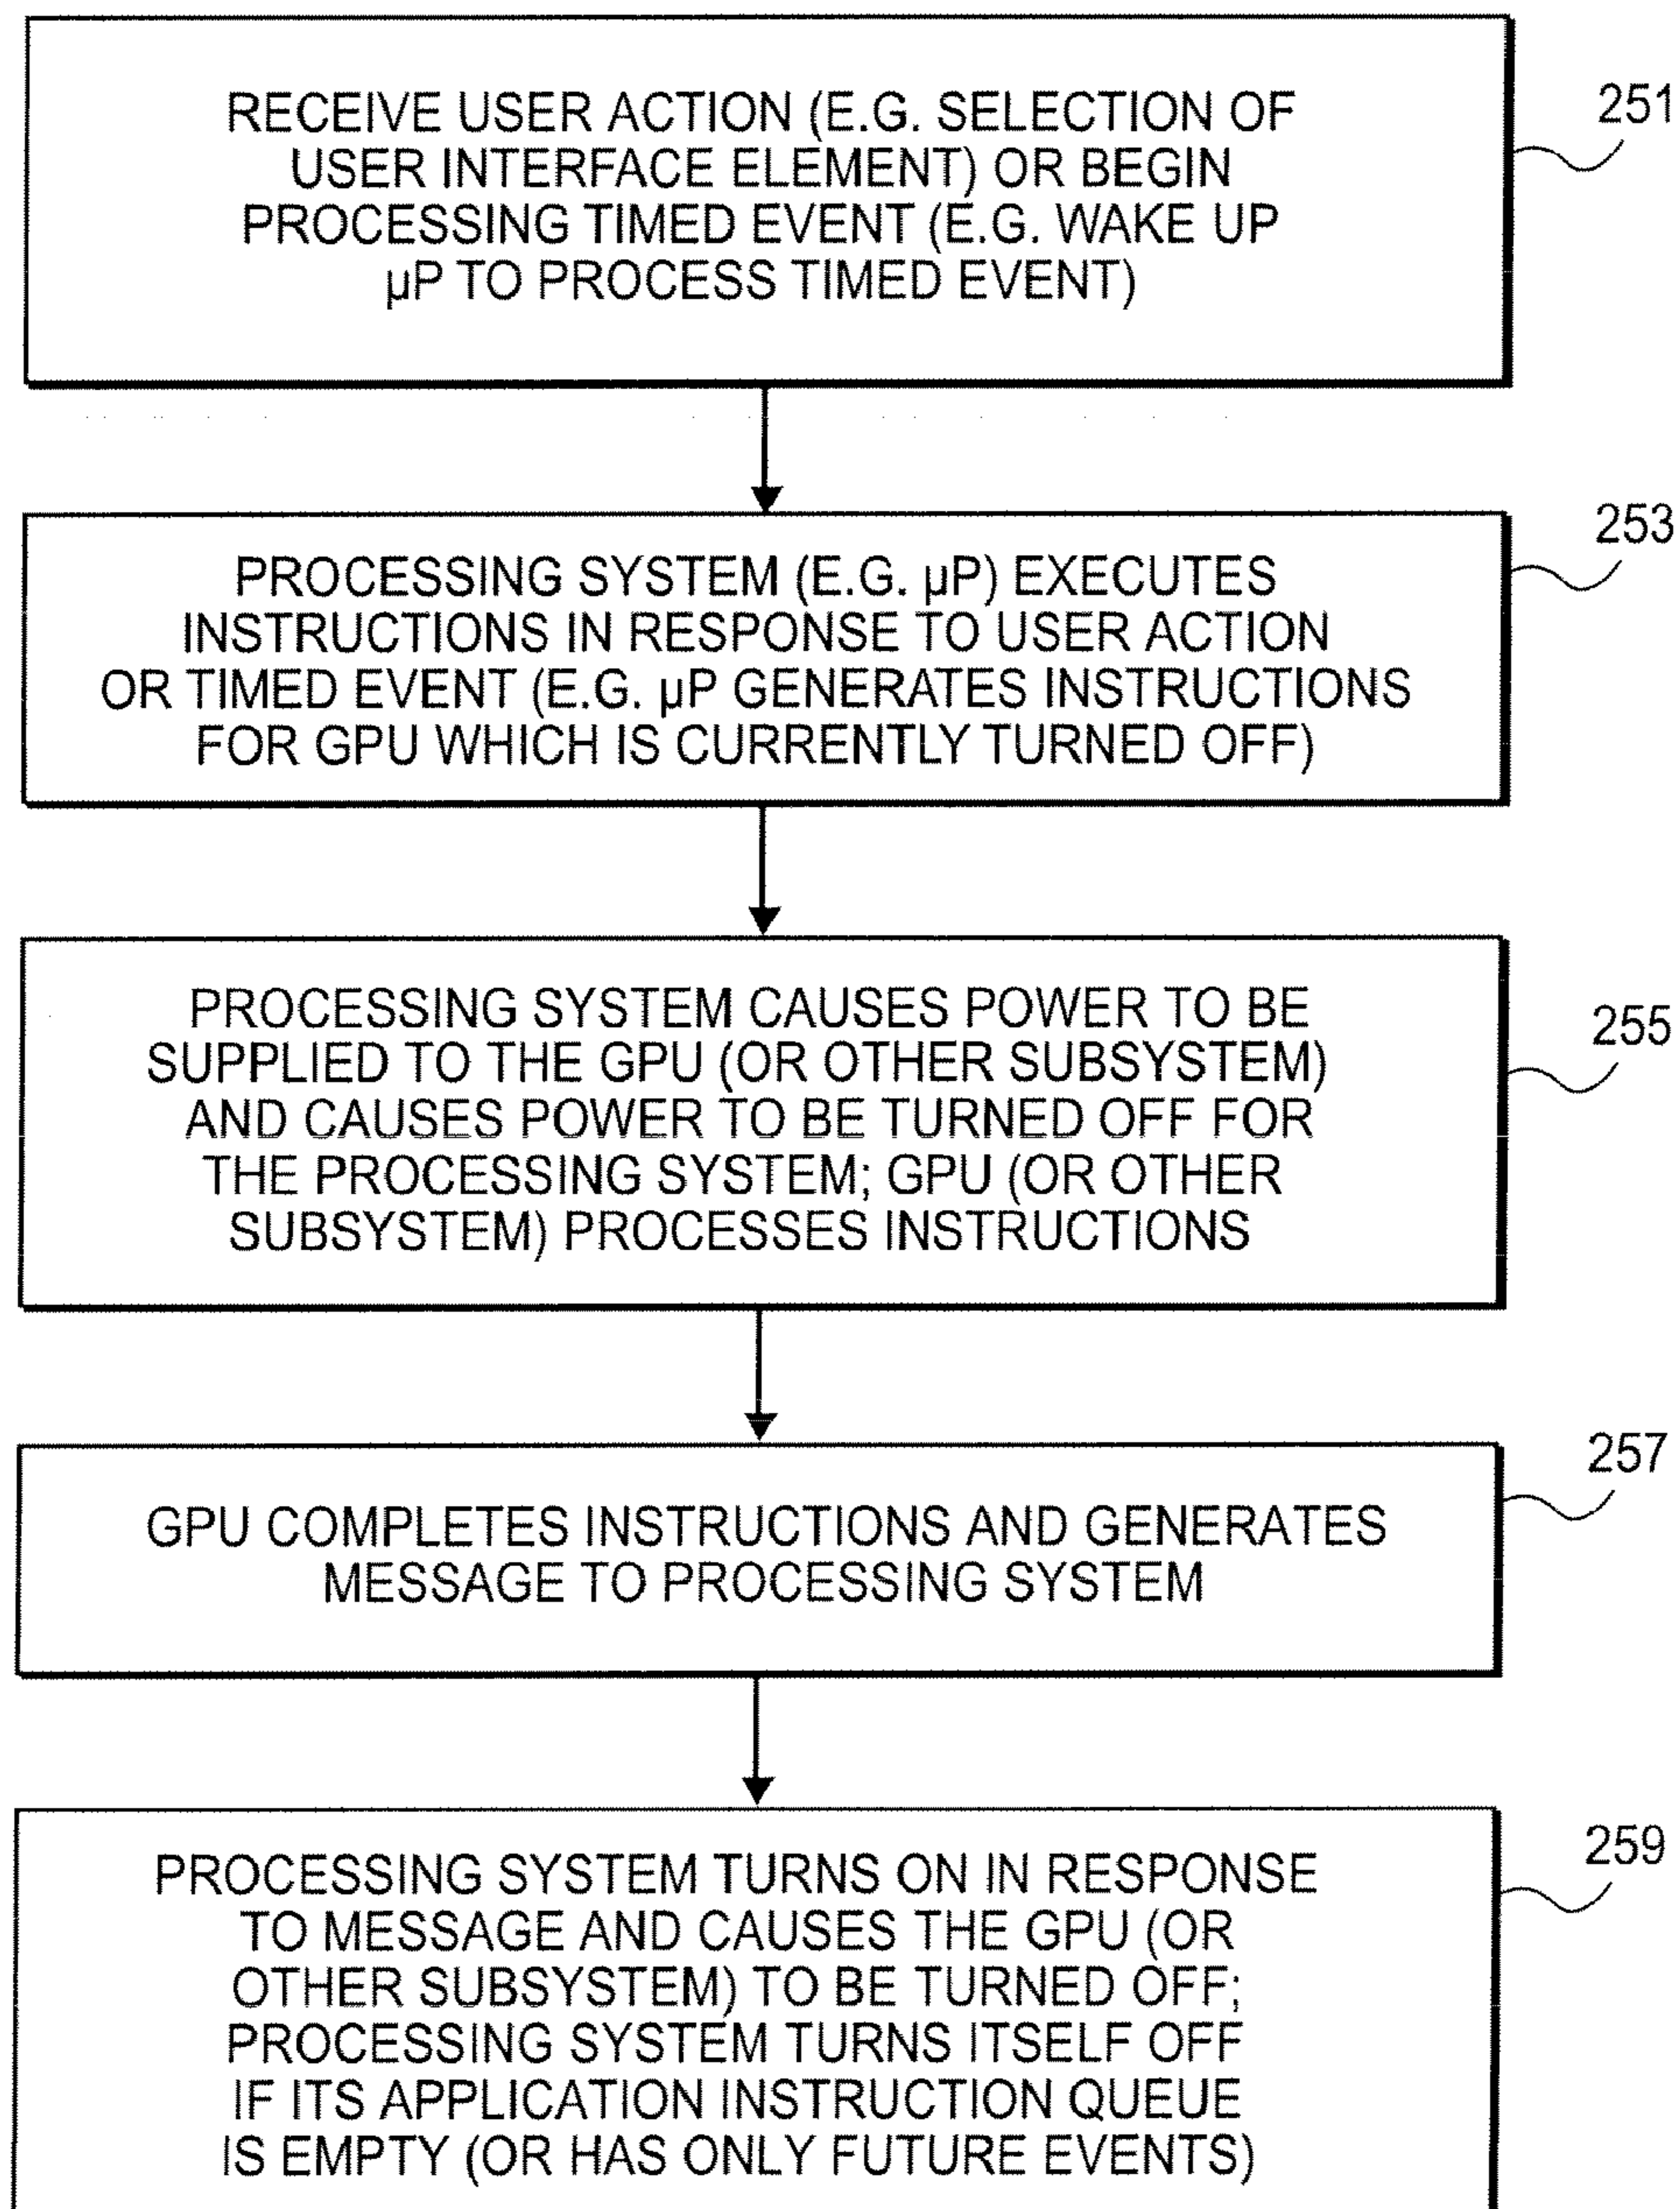 RECEIVE USER ACTION (E.G. SELECTION OF
USER INTERFACE ELEMENT) OR BEGIN
PROCESSING TIMED EVENT (E.G. WAKE UP
µP TO PROCESS TIMED EVENT)
251
PROCESSING SYSTEM (E.G. µP) EXECUTES
INSTRUCTIONS IN RESPONSE TO USER ACTION
OR TIMED EVENT (E.G. µP GENERATES INSTRUCTIONS
FOR GPU WHICH IS CURRENTLY TURNED OFF)
253
PROCESSING SYSTEM CAUSES POWER TO BE
SUPPLIED TO THE GPU (OR OTHER SUBSYSTEM)
AND CAUSES POWER TO BE TURNED OFF FOR
THE PROCESSING SYSTEM; GPU (OR OTHER
SUBSYSTEM) PROCESSES INSTRUCTIONS
255
GPU COMPLETES INSTRUCTIONS AND GENERATES
MESSAGE TO PROCESSING SYSTEM
257
PROCESSING SYSTEM TURNS ON IN RESPONSE
TO MESSAGE AND CAUSES THE GPU (OR
OTHER SUBSYSTEM) TO BE TURNED OFF;
PROCESSING SYSTEM TURNS ITSELF OFF
IF ITS APPLICATION INSTRUCTION QUEUE
IS EMPTY (OR HAS ONLY FUTURE EVENTS)
259